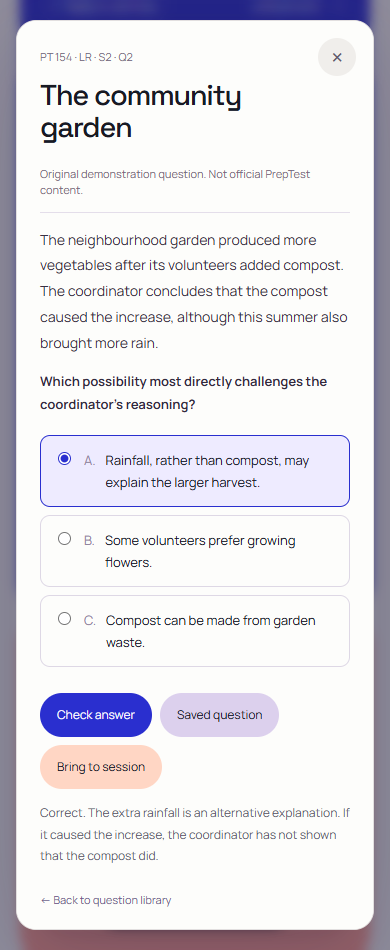 PT 154 · LR · S2 · Q2
The community
garden
Original demonstration question. Not official PrepTest
content.
The neighbourhood garden produced more
vegetables after its volunteers added compost.
The coordinator concludes that the compost
caused the increase, although this summer also
brought more rain.
Which possibility most directly challenges the
coordinator's reasoning?
A. Rainfall, rather than compost, may
explain the larger harvest.
B. Some volunteers prefer growing
flowers.
C. Compost can be made from garden
waste.
Check answer Saved question
Bring to session
Correct. The extra rainfall is an alternative explanation. If
it caused the increase, the coordinator has not shown
that the compost did.
← Back to question library